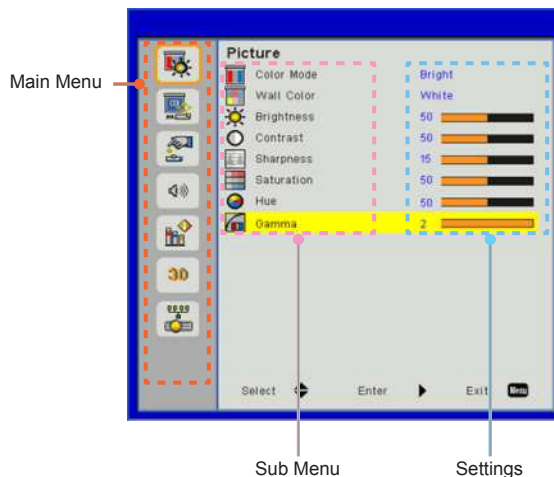 Main Menu
Picture
Color Mode Bright
Wall Color White
Brightness 50
Contrast 50
Sharpness 15
Saturation 50
Hue 50
Gamma 2
3D
Select Enter Exit Menu
Sub Menu Settings